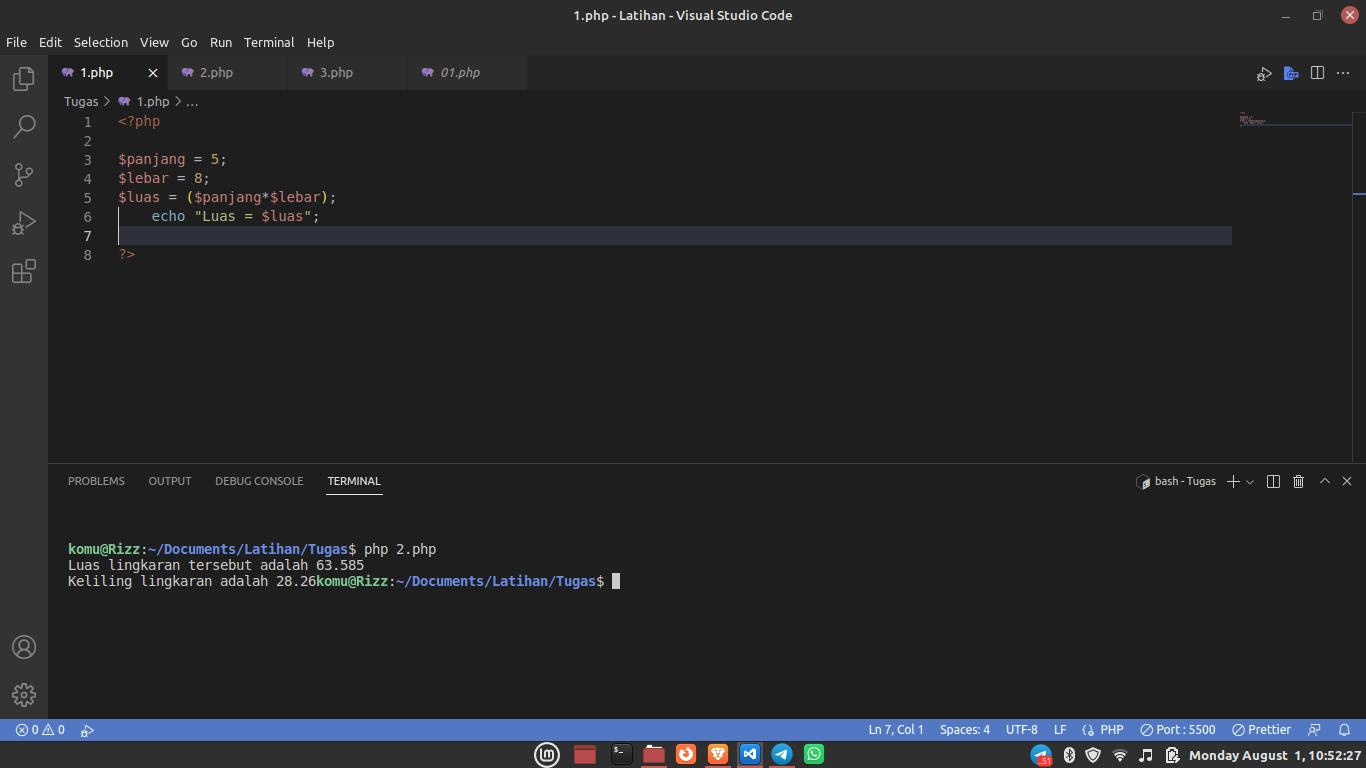 1.php - Latihan - Visual Studio Code
File Edit Selection View Go Run Terminal Help
1.php 2.php 3.php 01.php
Tugas > 1.php > ...
1 <?php
2
3 $panjang = 5;
4 $lebar = 8;
5 $luas = ($panjang*$lebar);
6     echo "Luas = $luas";
7
8 ?>
PROBLEMS OUTPUT DEBUG CONSOLE TERMINAL bash - Tugas
komu@Rizz:~/Documents/Latihan/Tugas$ php 2.php
Luas lingkaran tersebut adalah 63.585
Keliling lingkaran adalah 28.26komu@Rizz:~/Documents/Latihan/Tugas$
0 0 Ln 7, Col 1 Spaces: 4 UTF-8 LF PHP Port : 5500 Prettier
Monday August 1, 10:52:27